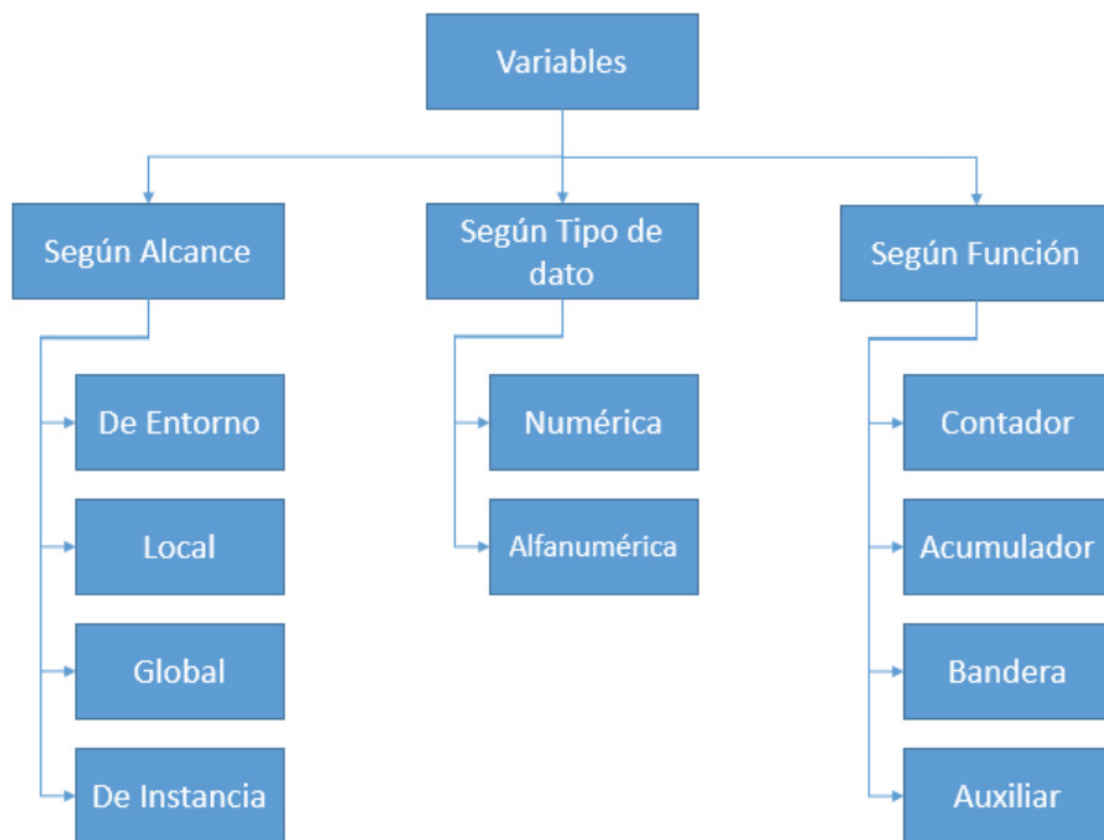 Variables
Según Alcance
Según Tipo de
dato
Según Función
De Entorno
Local
Global
De Instancia
Numérica
Alfanumérica
Contador
Acumulador
Bandera
Auxiliar